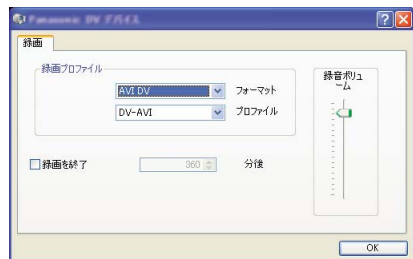 Panasonic DV デバイス
録画
録画プロファイル
AVI DV
フォーマット
DV-AVI
プロファイル
録音ボリュ
ーム
録画を終了
360
分後
OK